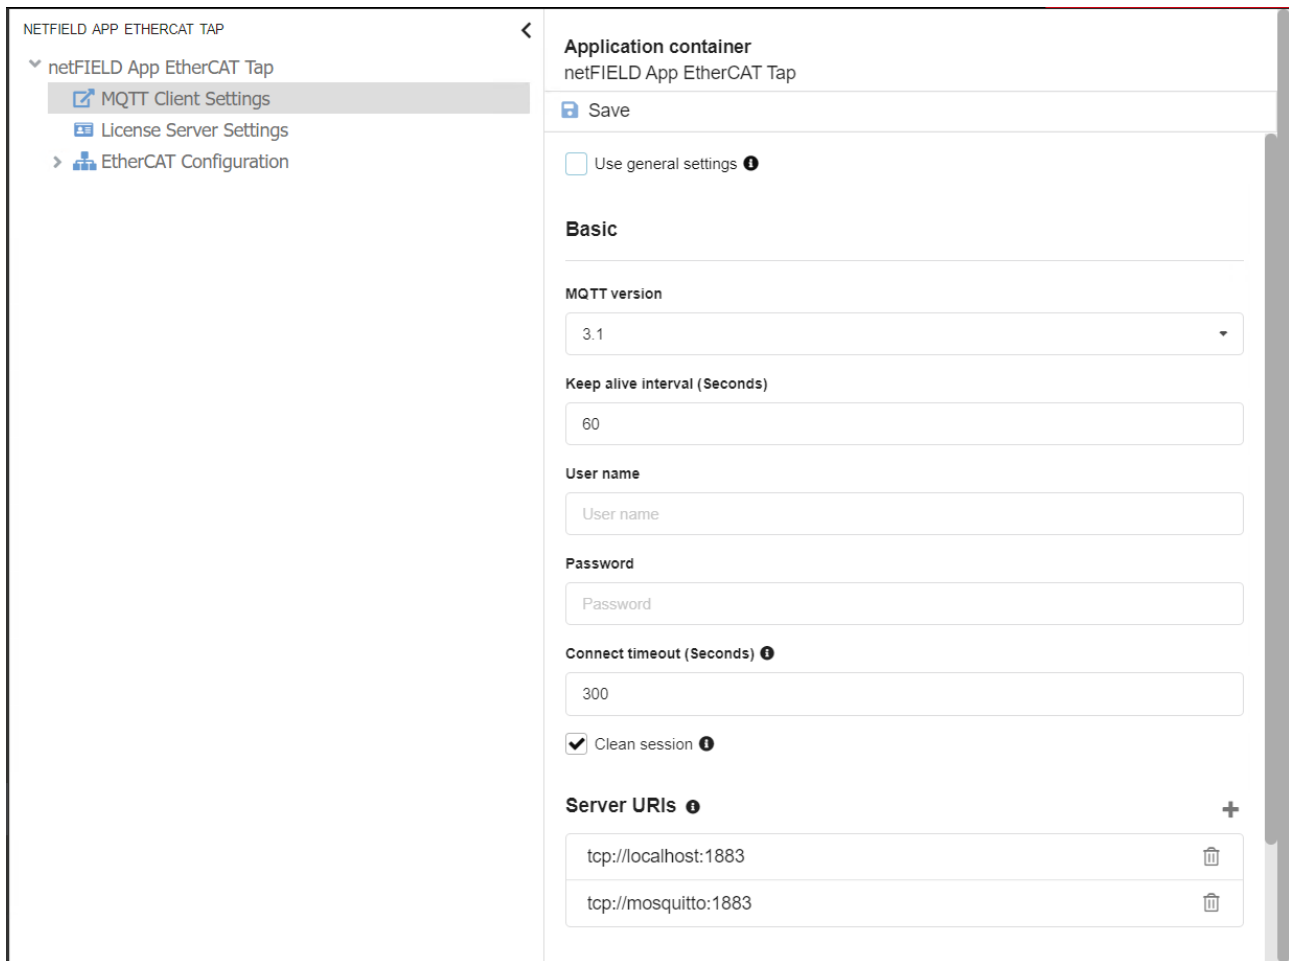 NETFIELD APP ETHERCAT TAP
netFIELD App EtherCAT Tap
MQTT Client Settings
License Server Settings
EtherCAT Configuration
Application container
netFIELD App EtherCAT Tap
Save
Use general settings
Basic
MQTT version
3.1
Keep alive interval (Seconds)
60
User name
User name
Password
Password
Connect timeout (Seconds)
300
Clean session
Server URIs
tcp://localhost:1883
tcp://mosquitto:1883